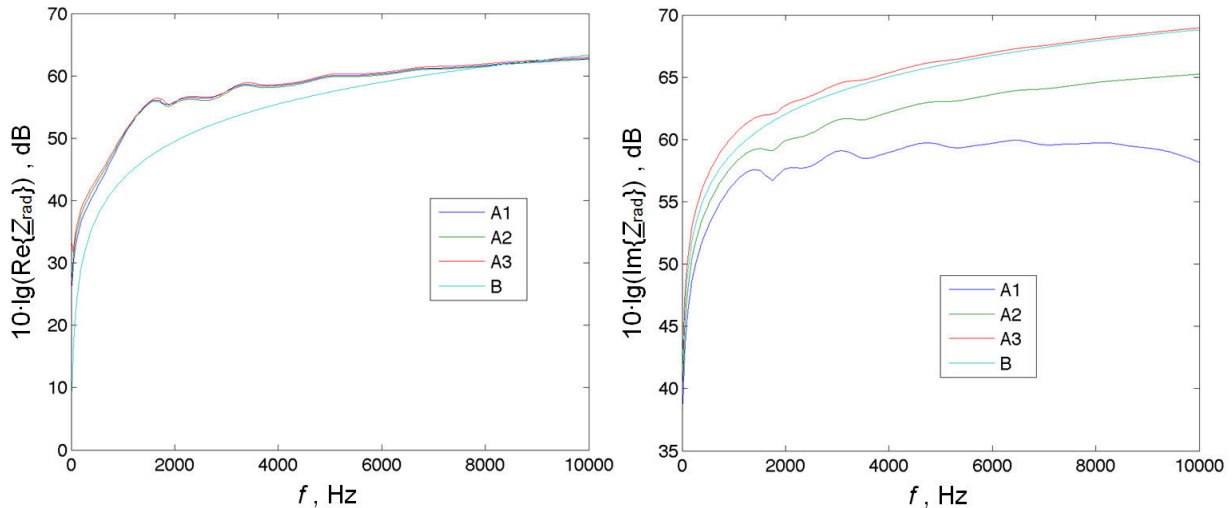 70
60
50
40
30
20
10
0
10·lg(Re{Z_rad}) , dB
A1
A2
A3
B
0 2000 4000 6000 8000 10000
f , Hz
70
65
60
55
50
45
40
35
10·lg(Im{Z_rad}) , dB
A1
A2
A3
B
0 2000 4000 6000 8000 10000
f , Hz